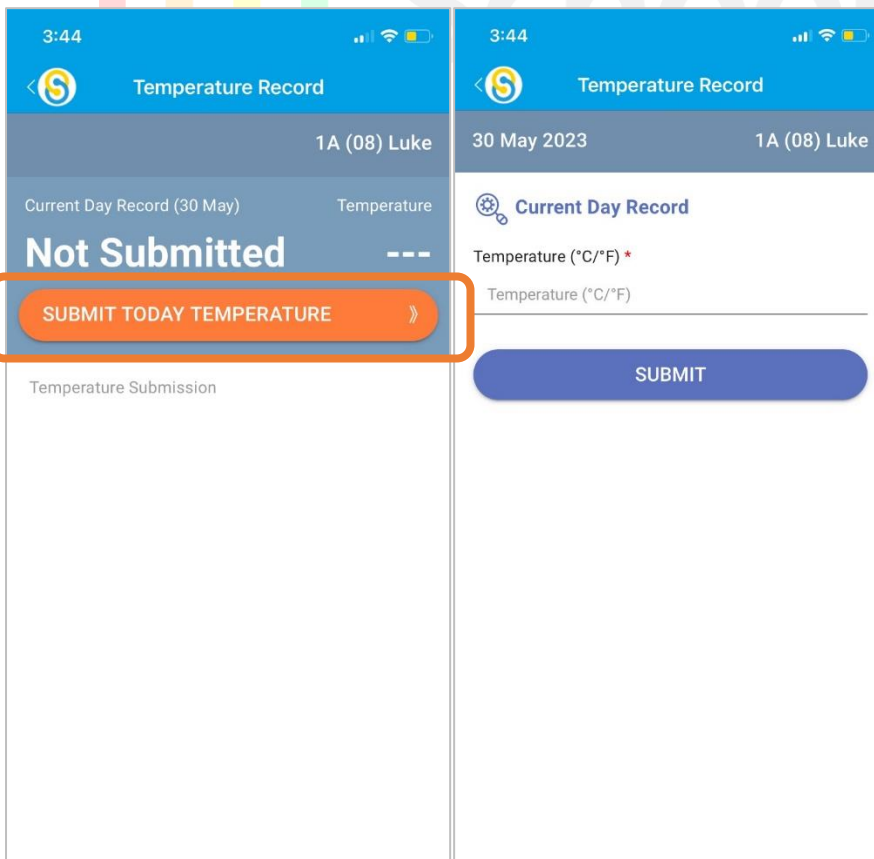 3:44
Temperature Record
1A (08) Luke
Current Day Record (30 May) Temperature
Not Submitted ---
SUBMIT TODAY TEMPERATURE 》
Temperature Submission
3:44
Temperature Record
30 May 2023 1A (08) Luke
Current Day Record
Temperature (°C/°F) *
Temperature (°C/°F)
SUBMIT